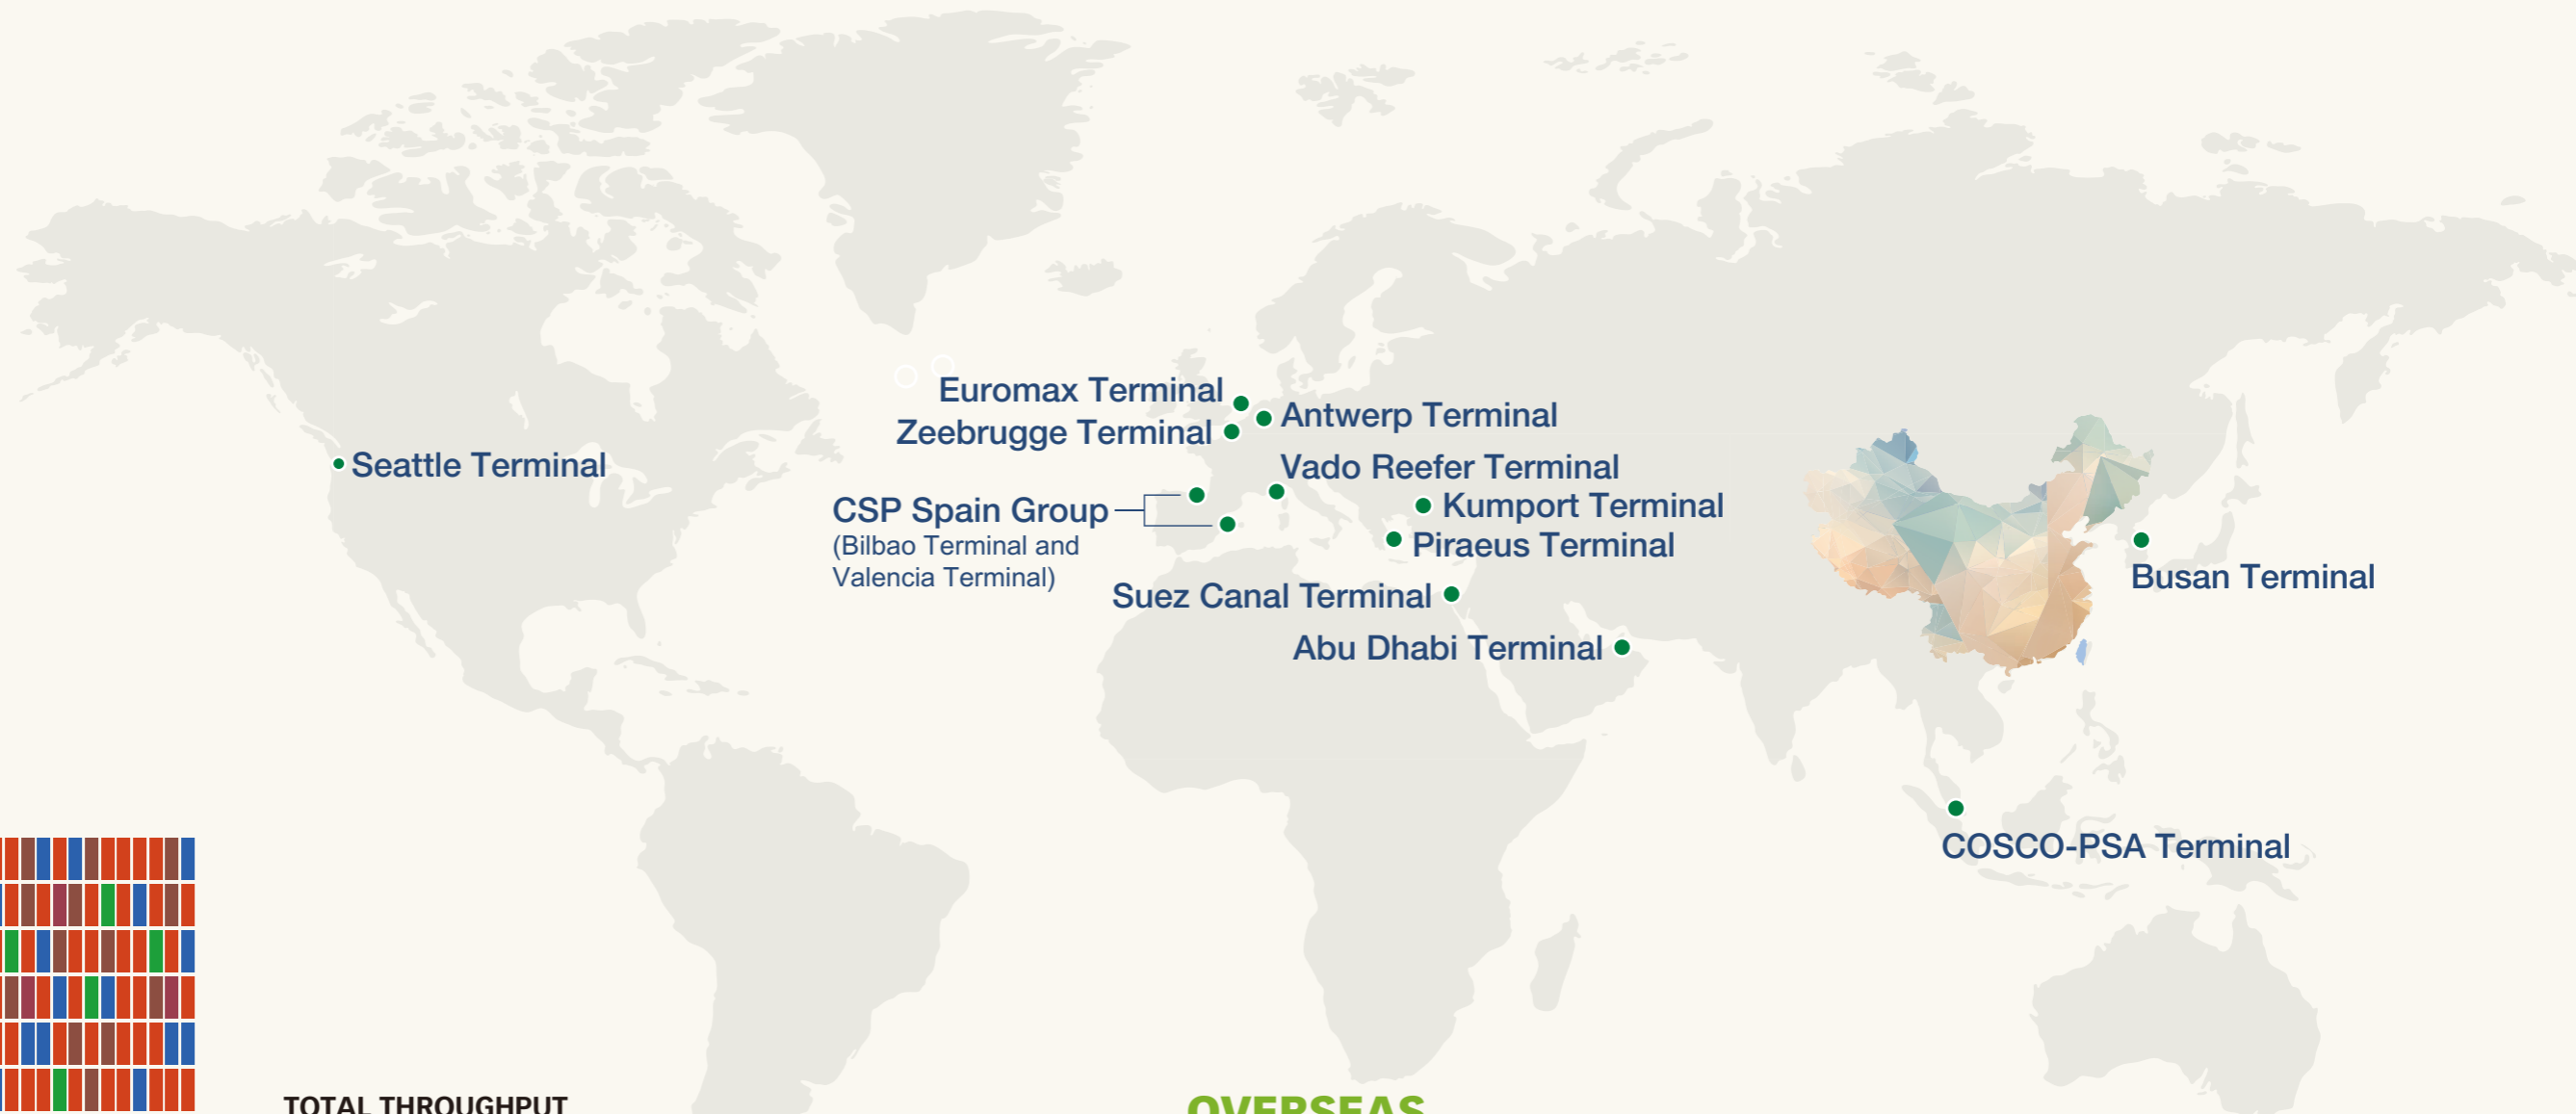 Euromax Terminal
Antwerp Terminal
Zeebrugge Terminal
Seattle Terminal
Vado Reefer Terminal
CSP Spain Group
(Bilbao Terminal and
Valencia Terminal)
Kumport Terminal
Piraeus Terminal
Busan Terminal
Suez Canal Terminal
Abu Dhabi Terminal
COSCO-PSA Terminal
TOTAL THROUGHPUT
OVERSEAS